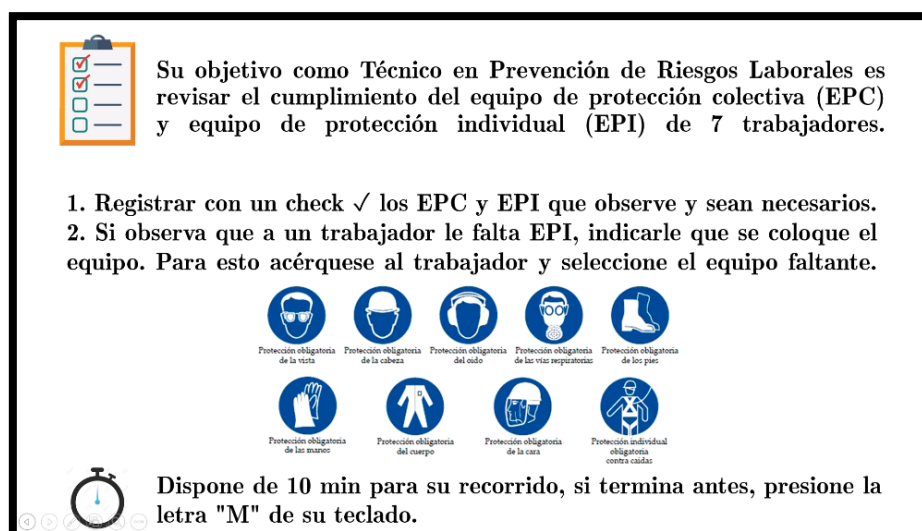 Su objetivo como Técnico en Prevención de Riesgos Laborales es
revisar el cumplimiento del equipo de protección colectiva (EPC)
y equipo de protección individual (EPI) de 7 trabajadores.
1. Registrar con un check ✓ los EPC y EPI que observe y sean necesarios.
2. Si observa que a un trabajador le falta EPI, indicarle que se coloque el
equipo. Para esto acérquese al trabajador y seleccione el equipo faltante.
Protección obligatoria
de la vista
Protección obligatoria
de la cabeza
Protección obligatoria
del oido
Protección obligatoria
de las vías respiratorias
Protección obligatoria
de los pies
Protección obligatoria
de las manos
Protección obligatoria
del cuerpo
Protección obligatoria
de la cara
Protección individual
obligatoria
contra caídas
Dispone de 10 min para su recorrido, si termina antes, presione la
letra "M" de su teclado.